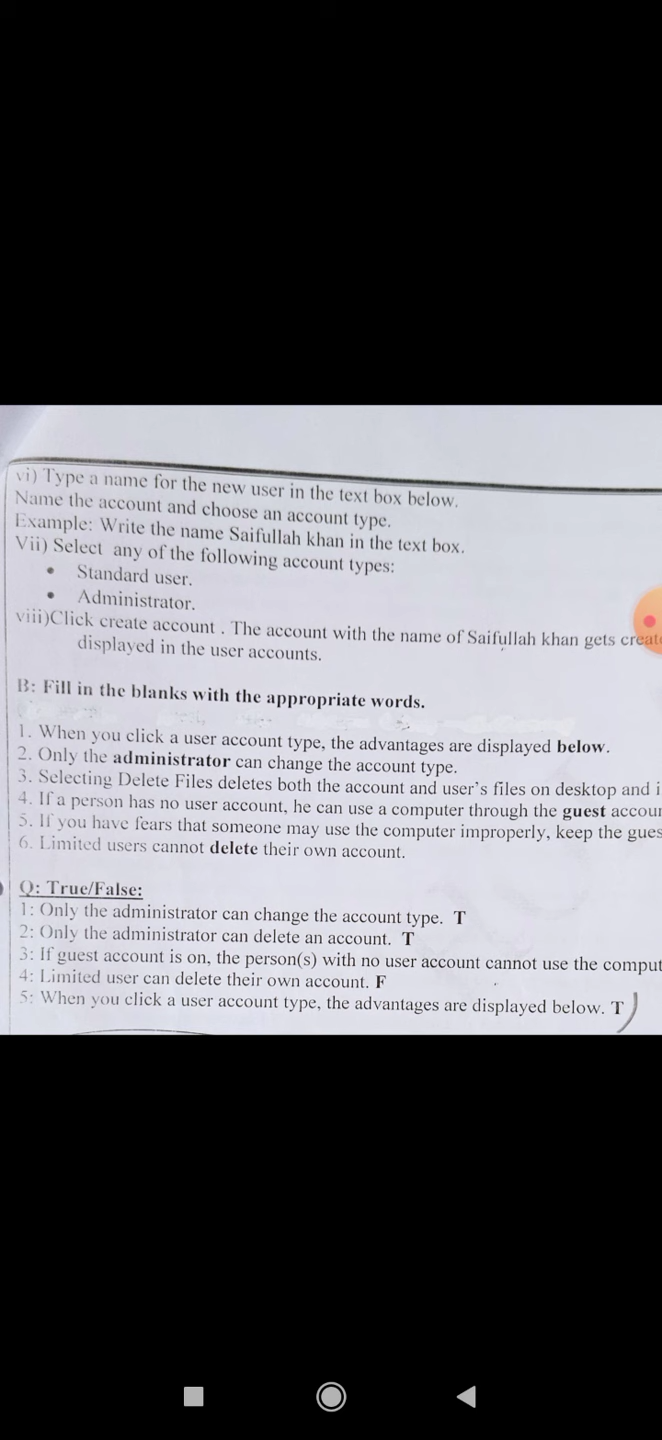 vi) Type a name for the new user in the text box below.
Name the account and choose an account type.
Example: Write the name Saifullah khan in the text box.
Vii) Select any of the following account types:
• Standard user.
• Administrator.
viii)Click create account . The account with the name of Saifullah khan gets
displayed in the user accounts.
B: Fill in the blanks with the appropriate words.
1. When you click a user account type, the advantages are displayed below.
2. Only the administrator can change the account type.
3. Selecting Delete Files deletes both the account and user's files on desktop and
4. If a person has no user account, he can use a computer through the guest
5. If you have fears that someone may use the computer improperly, keep the
6. Limited users cannot delete their own account.
Q: True/False:
1: Only the administrator can change the account type. T
2: Only the administrator can delete an account. T
3: If guest account is on, the person(s) with no user account cannot use the
4: Limited user can delete their own account. F
5: When you click a user account type, the advantages are displayed below. T